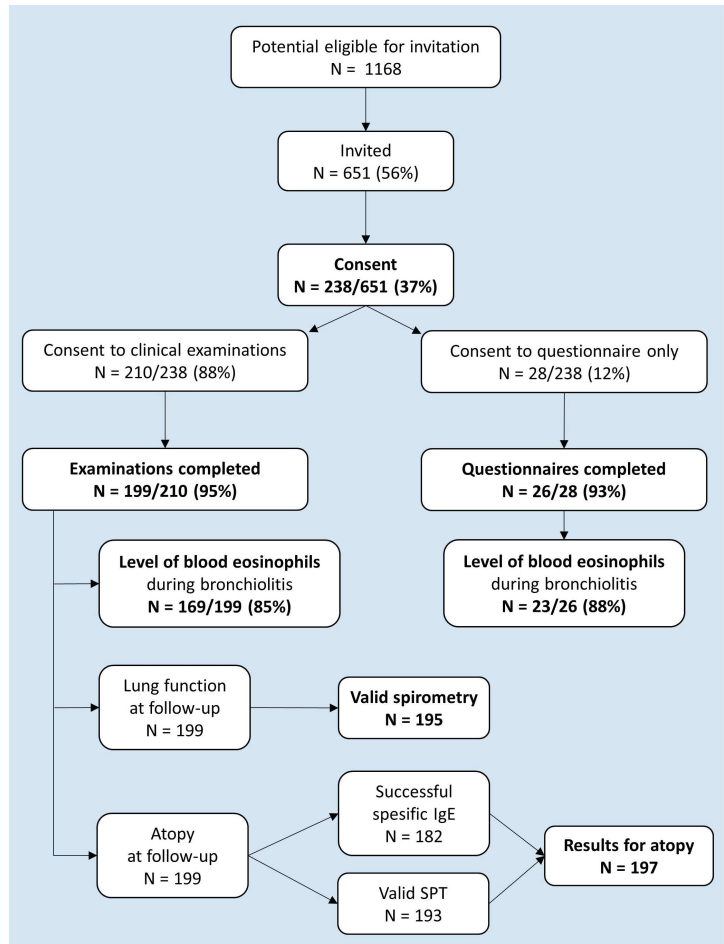 Potential eligible for invitation
N = 1168
Invited
N = 651 (56%)
Consent
N = 238/651 (37%)
Consent to clinical examinations
N = 210/238 (88%)
Consent to questionnaire only
N = 28/238 (12%)
Examinations completed
N = 199/210 (95%)
Questionnaires completed
N = 26/28 (93%)
Level of blood eosinophils
during bronchiolitis
N = 169/199 (85%)
Level of blood eosinophils
during bronchiolitis
N = 23/26 (88%)
Lung function
at follow-up
N = 199
Valid spirometry
N = 195
Atopy
at follow-up
N = 199
Successful
spesific IgE
N = 182
Valid SPT
N = 193
Results for atopy
N = 197